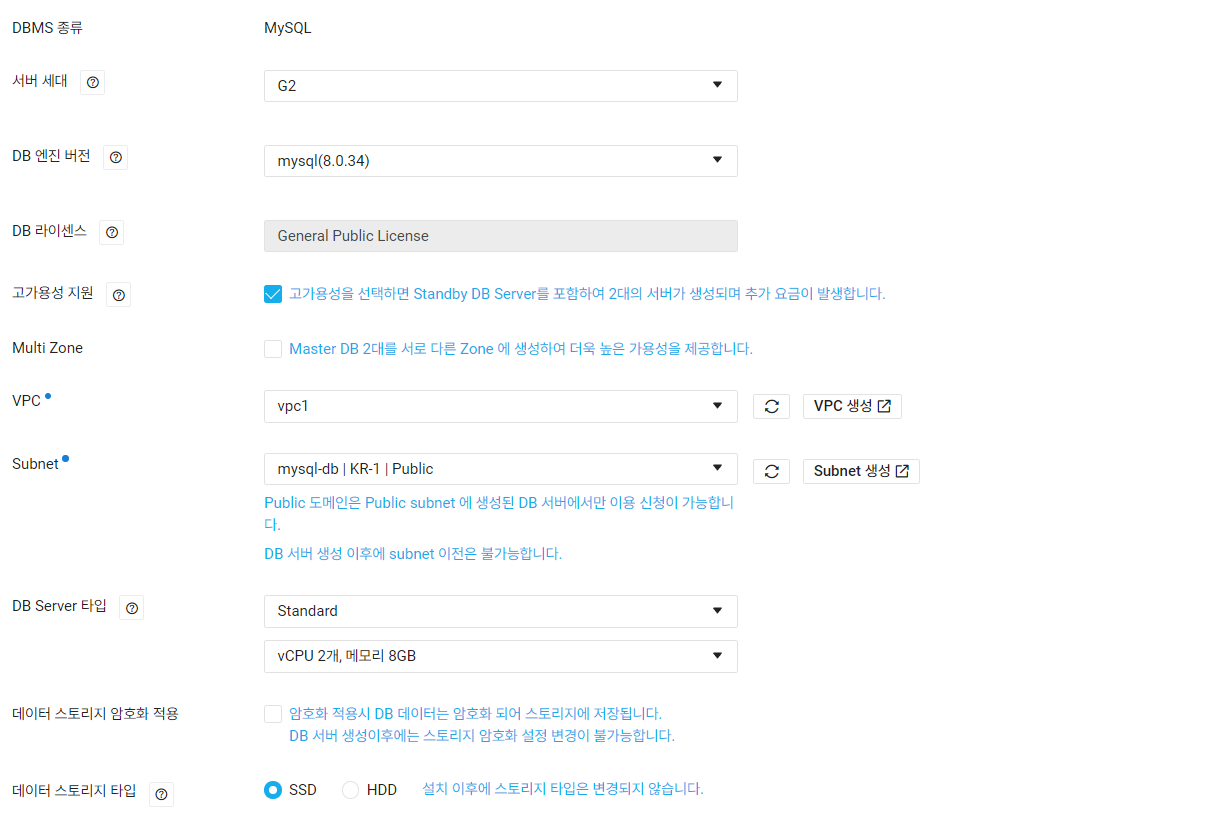 DBMS 종류 MySQL
서버 세대 G2
DB 엔진 버전 mysql(8.0.34)
DB 라이센스 General Public License
고가용성 지원 고가용성을 선택하면 Standby DB Server를 포함하여 2대의 서버가 생성되며 추가 요금이 발생합니다.
Multi Zone Master DB 2대를 서로 다른 Zone 에 생성하여 더욱 높은 가용성을 제공합니다.
VPC vpc1 VPC 생성
Subnet mysql-db | KR-1 | Public Subnet 생성
Public 도메인은 Public subnet 에 생성된 DB 서버에서만 이용 신청이 가능합니
다.
DB 서버 생성 이후에 subnet 이전은 불가능합니다.
DB Server 타입 Standard
vCPU 2개, 메모리 8GB
데이터 스토리지 암호화 적용 암호화 적용시 DB 데이터는 암호화 되어 스토리지에 저장됩니다.
DB 서버 생성이후에는 스토리지 암호화 설정 변경이 불가능합니다.
데이터 스토리지 타입 SSD HDD 설치 이후에 스토리지 타입은 변경되지 않습니다.